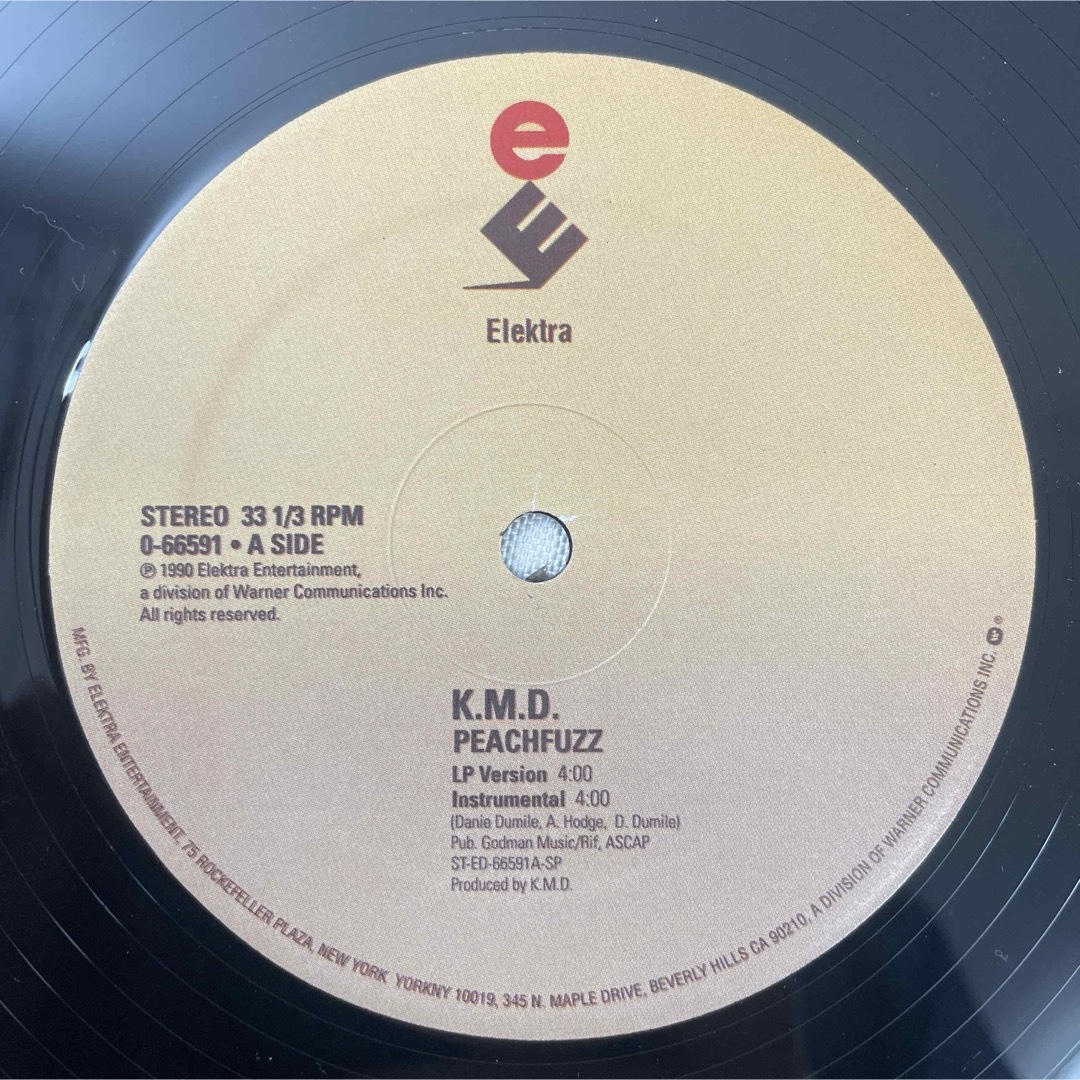 e
E
Elektra
STEREO 33 1/3 RPM
0-66591 • A SIDE
℗ 1990 Elektra Entertainment,
a division of Warner Communications Inc.
All rights reserved.
K.M.D.
PEACHFUZZ
LP Version 4:00
Instrumental 4:00
(Danie Dumile, A. Hodge, D. Dumile)
Pub. Godman Music/Rif, ASCAP
ST-ED-66591A-SP
Produced by K.M.D.
MFG. BY ELEKTRA ENTERTAINMENT, 75 ROCKEFELLER PLAZA, NEW YORK YORKNY 10019, 345 N. MAPLE DRIVE, BEVERLY HILLS CA 90210, A DIVISION OF WARNER COMMUNICATIONS INC. e®